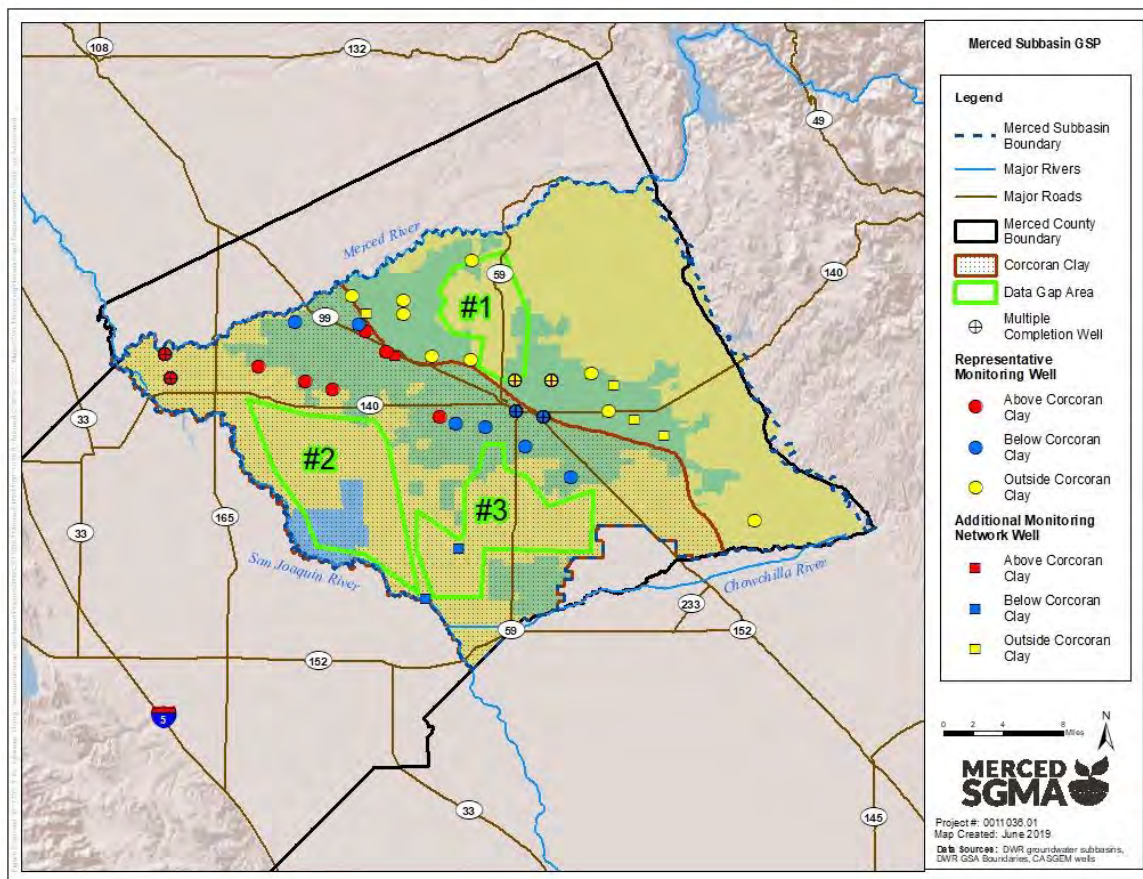 108
132
49
Merced River
59
#1
140
99
33
140
#2
165
#3
33
San Joaquin River
Chowchilla River
233
59
152
152
5
33
145
Merced Subbasin GSP
Legend
Merced Subbasin
Boundary
Major Rivers
Major Roads
Merced County
Boundary
Corcoran Clay
Data Gap Area
Multiple
Completion Well
Representative
Monitoring Well
Above Corcoran
Clay
Below Corcoran
Clay
Outside Corcoran
Clay
Additional Monitoring
Network Well
Above Corcoran
Clay
Below Corcoran
Clay
Outside Corcoran
Clay
N
0 2 4 8
Miles
MERCED
SGMA
Project #: 0011036.01
Map Created: June 2019
Data Sources: DWR groundwater subbasins,
DWR GSA Boundaries, CASGEM wells